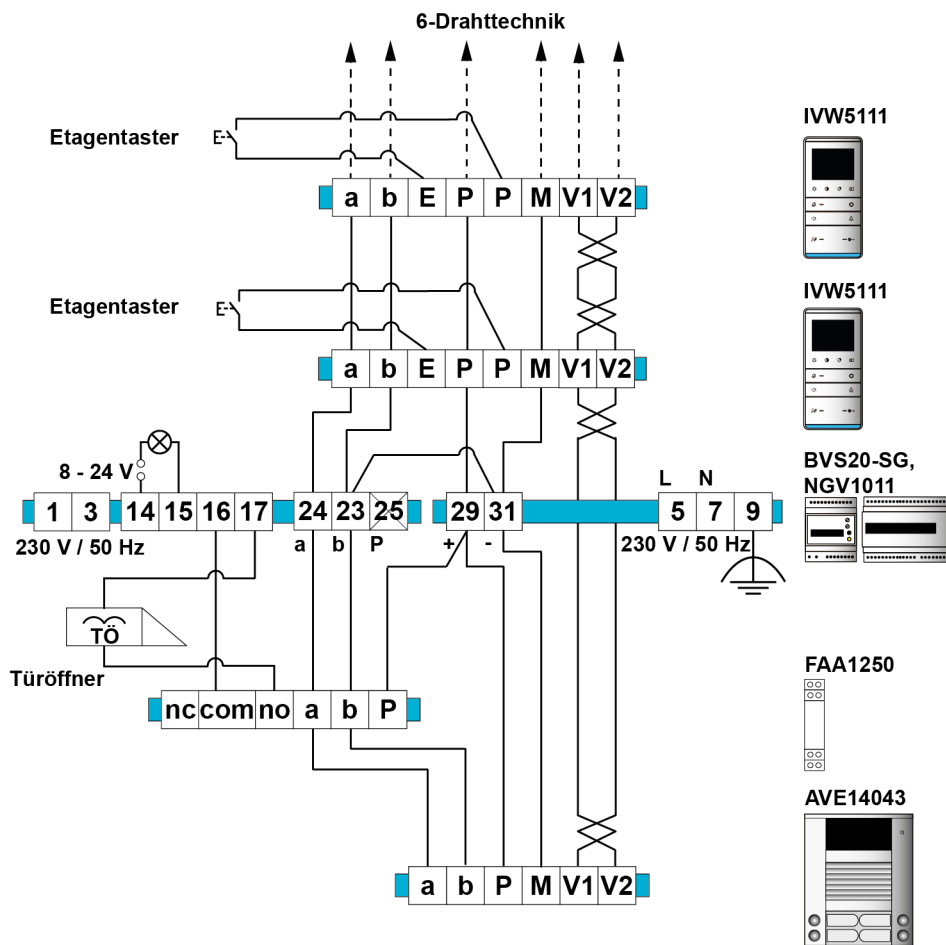 6-Drahttechnik
IVW5111
Etagentaster
a b E P P M V1 V2
IVW5111
Etagentaster
a b E P P M V1 V2
8 - 24 V
BVS20-SG,
NGV1011
L N
1 3 14 15 16 17 24 23 25 29 31 5 7 9
230 V / 50 Hz a b P + - 230 V / 50 Hz
TÖ
Türöffner
FAA1250
nc com no a b P
AVE14043
a b P M V1 V2